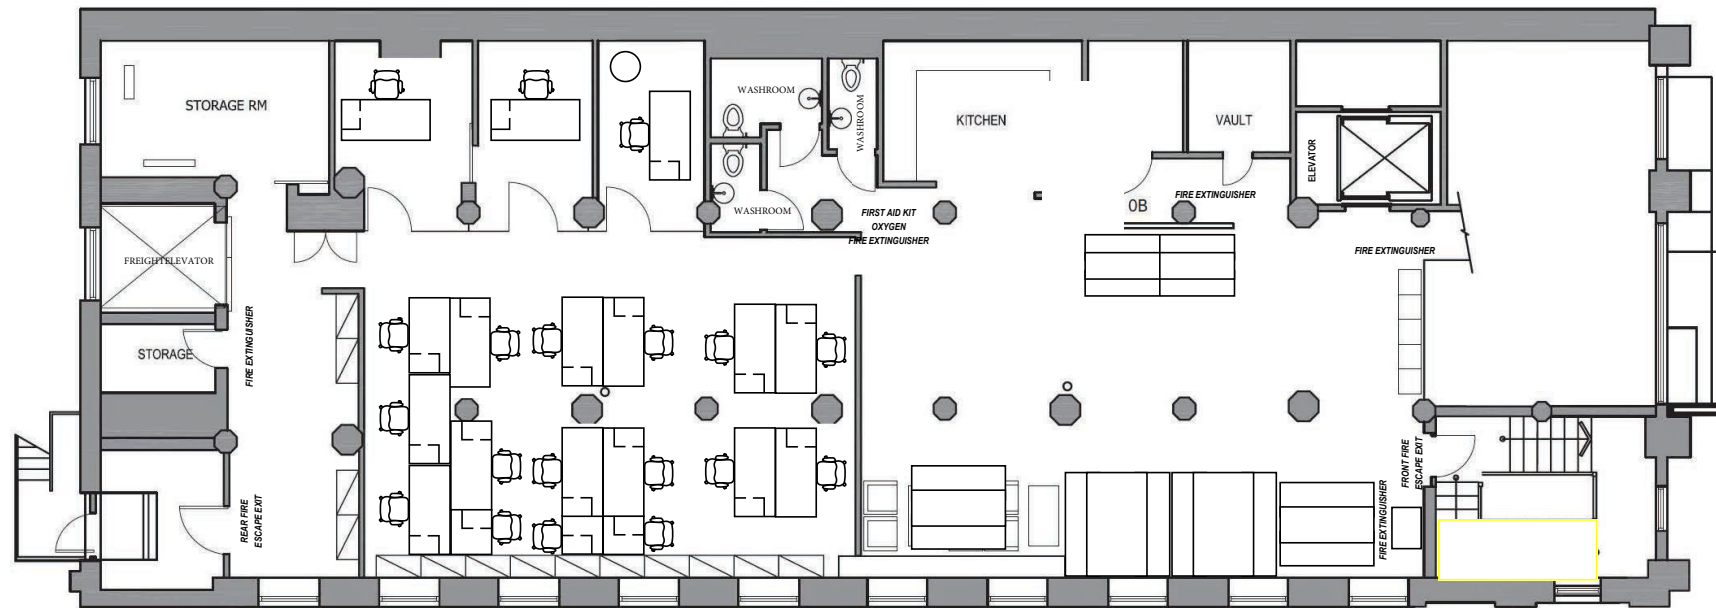 STORAGE RM
WASHROOM
WASHROOM
WASHROOM
KITCHEN
VAULT
ELEVATOR
FIRE EXTINGUISHER
0B
FIRST AID KIT
OXYGEN
FIRE EXTINGUISHER
FIRE EXTINGUISHER
FREIGHTELEVATOR
FIRE EXTINGUISHER
STORAGE
REAR FIRE
ESCAPE EXIT
FRONT FIRE
ESCAPE EXIT
FIRE EXTINGUISHER